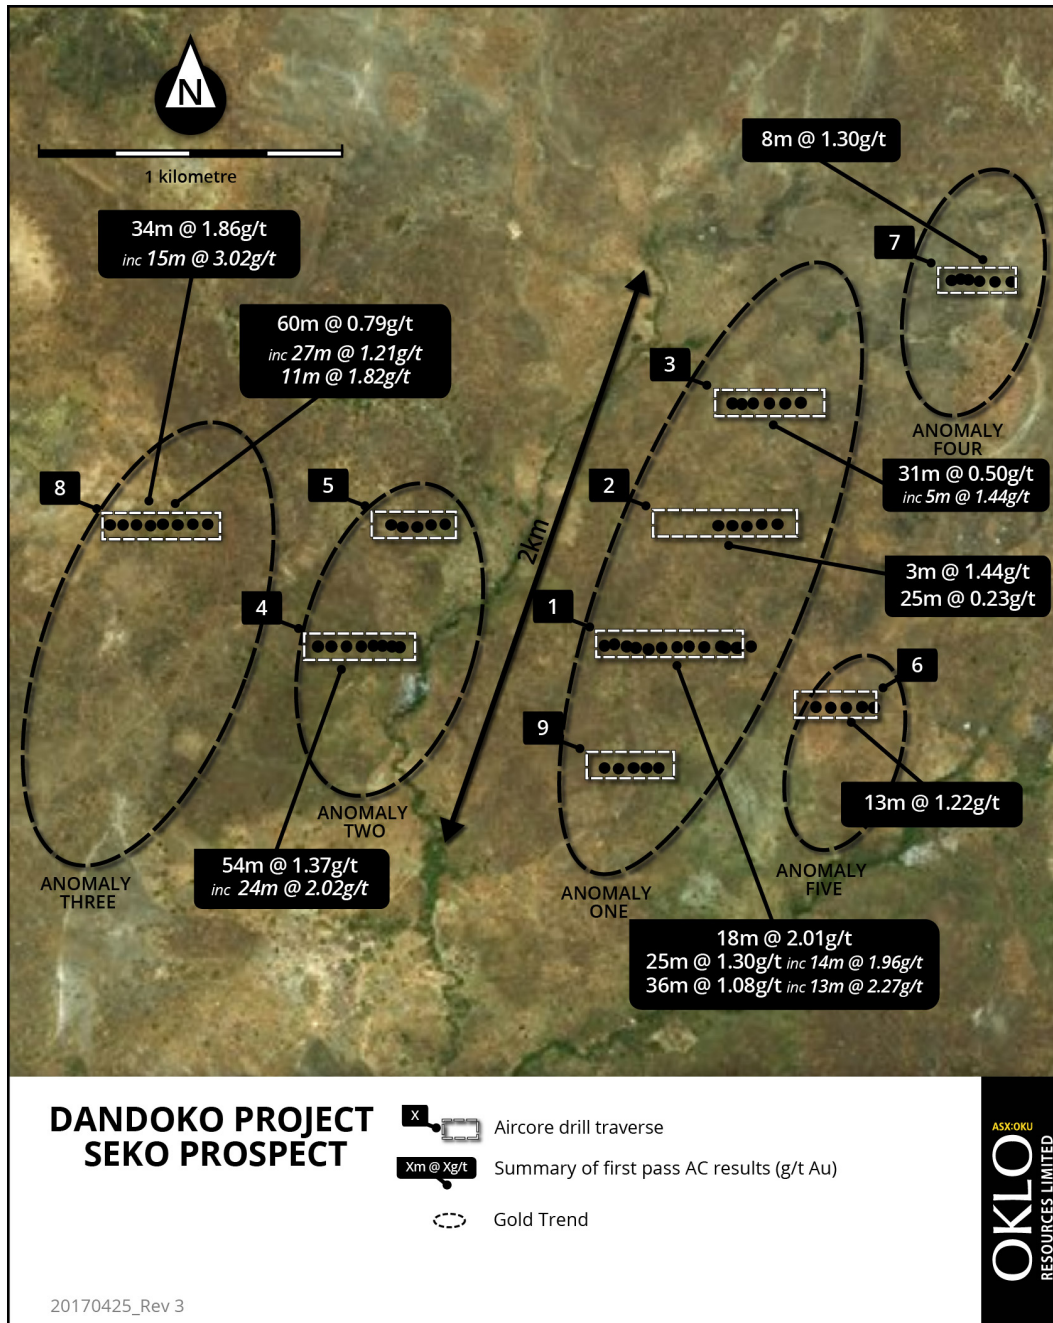 N
1 kilometre
8m @ 1.30g/t
7
34m @ 1.86g/t
inc 15m @ 3.02g/t
60m @ 0.79g/t
inc 27m @ 1.21g/t
11m @ 1.82g/t
3
ANOMALY
FOUR
31m @ 0.50g/t
inc 5m @ 1.44g/t
8
5
2
2km
3m @ 1.44g/t
25m @ 0.23g/t
4
1
6
9
13m @ 1.22g/t
ANOMALY
TWO
54m @ 1.37g/t
inc 24m @ 2.02g/t
ANOMALY
THREE
ANOMALY
ONE
ANOMALY
FIVE
18m @ 2.01g/t
25m @ 1.30g/t inc 14m @ 1.96g/t
36m @ 1.08g/t inc 13m @ 2.27g/t
DANDOKO PROJECT
SEKO PROSPECT
X
Aircore drill traverse
Xm @ Xg/t
Summary of first pass AC results (g/t Au)
Gold Trend
ASX:OKU
OKLO
RESOURCES LIMITED
20170425_Rev 3